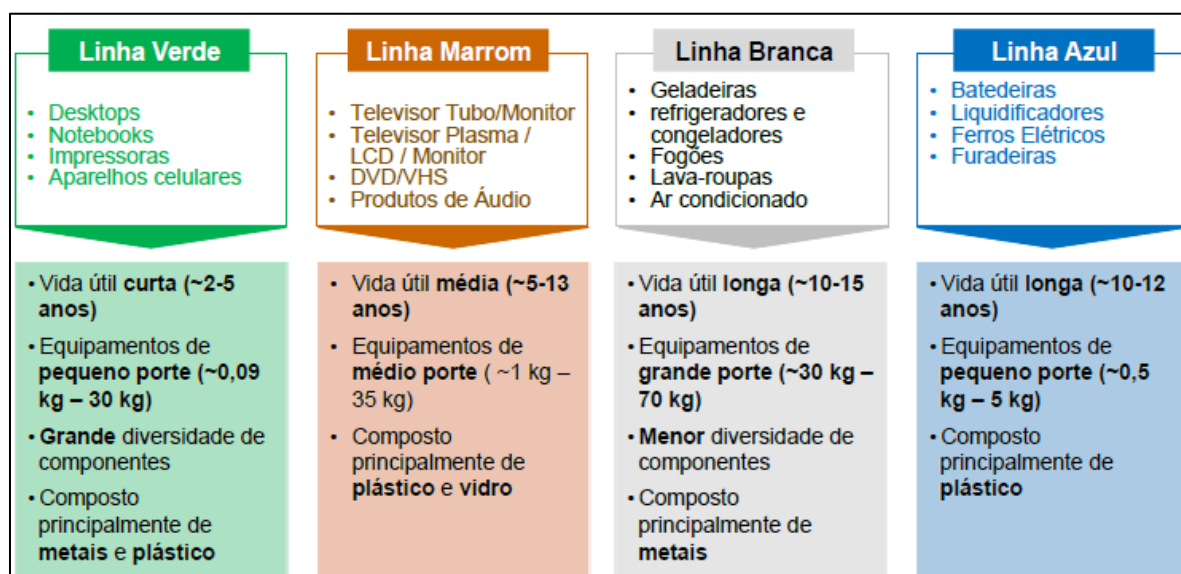 Linha Verde
• Desktops
• Notebooks
• Impressoras
• Aparelhos celulares
• Vida útil curta (~2-5
anos)
• Equipamentos de
pequeno porte (~0,09
kg – 30 kg)
• Grande diversidade de
componentes
• Composto
principalmente de
metais e plástico
Linha Marrom
• Televisor Tubo/Monitor
• Televisor Plasma /
LCD / Monitor
• DVD/VHS
• Produtos de Áudio
• Vida útil média (~5-13
anos)
• Equipamentos de
médio porte ( ~1 kg –
35 kg)
• Composto
principalmente de
plástico e vidro
Linha Branca
• Geladeiras
• refrigeradores e
congeladores
• Fogões
• Lava-roupas
• Ar condicionado
• Vida útil longa (~10-15
anos)
• Equipamentos de
grande porte (~30 kg –
70 kg)
• Menor diversidade de
componentes
• Composto
principalmente de
metais
Linha Azul
• Batedeiras
• Liquidificadores
• Ferros Elétricos
• Furadeiras
• Vida útil longa (~10-12
anos)
• Equipamentos de
pequeno porte (~0,5
kg – 5 kg)
• Composto
principalmente de
plástico